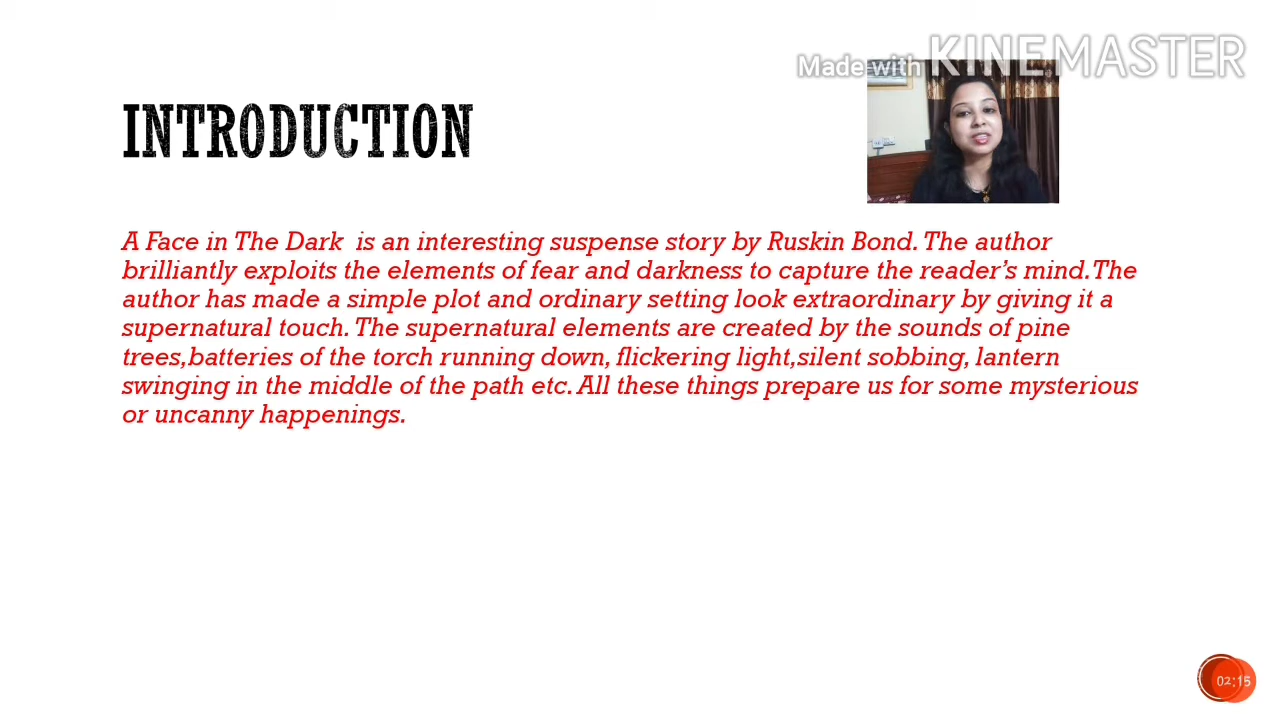 Made with KINEMASTER
INTRODUCTION
A Face in The Dark  is an interesting suspense story by Ruskin Bond. The author
brilliantly exploits the elements of fear and darkness to capture the reader's mind.The
author has made a simple plot and ordinary setting look extraordinary by giving it a
supernatural touch. The supernatural elements are created by the sounds of pine
trees,batteries of the torch running down, flickering light,silent sobbing, lantern
swinging in the middle of the path etc. All these things prepare us for some mysterious
or uncanny happenings.
02:15